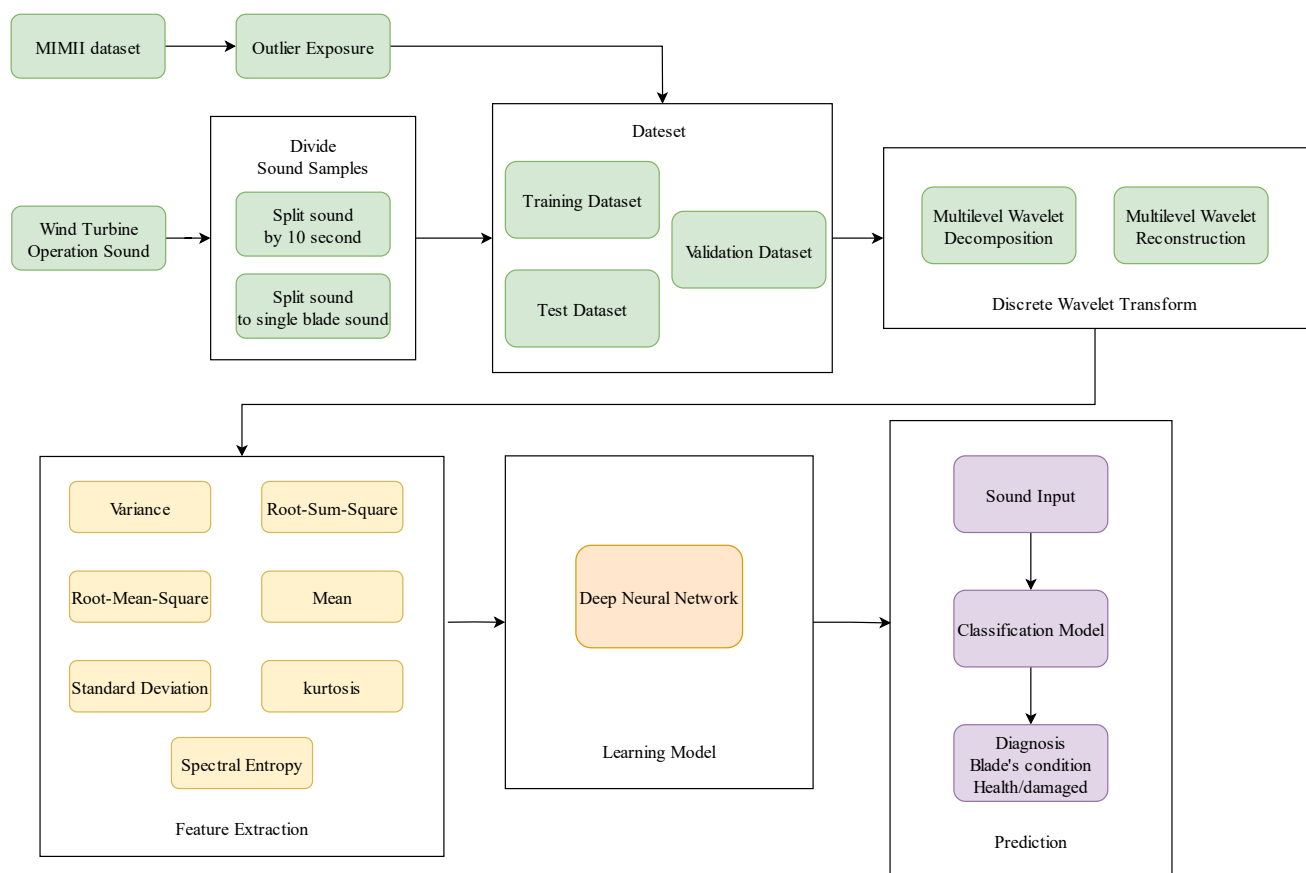 MIMII dataset
Outlier Exposure
Wind Turbine
Operation Sound
Divide
Sound Samples
Split sound
by 10 second
Split sound
to single blade sound
Dateset
Training Dataset
Validation Dataset
Test Dataset
Multilevel Wavelet
Decomposition
Multilevel Wavelet
Reconstruction
Discrete Wavelet Transform
Variance
Root-Sum-Square
Root-Mean-Square
Mean
Standard Deviation
kurtosis
Spectral Entropy
Feature Extraction
Deep Neural Network
Learning Model
Sound Input
Classification Model
Diagnosis
Blade's condition
Health/damaged
Prediction